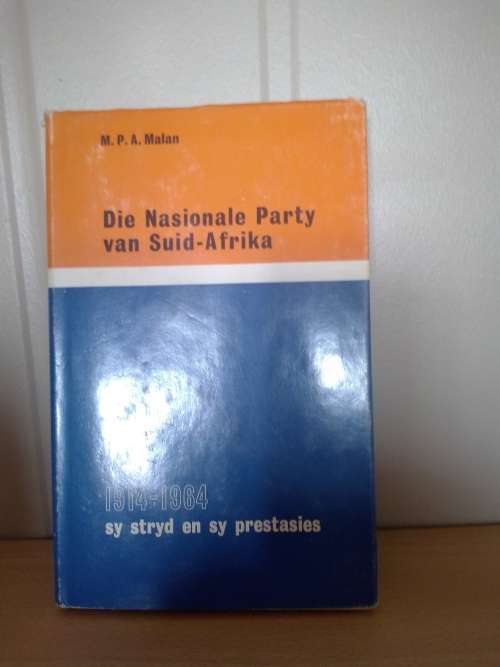 M. P. A. Malan
Die Nasionale Party
van Suid-Afrika
1914-1964
sy stryd en sy prestasies